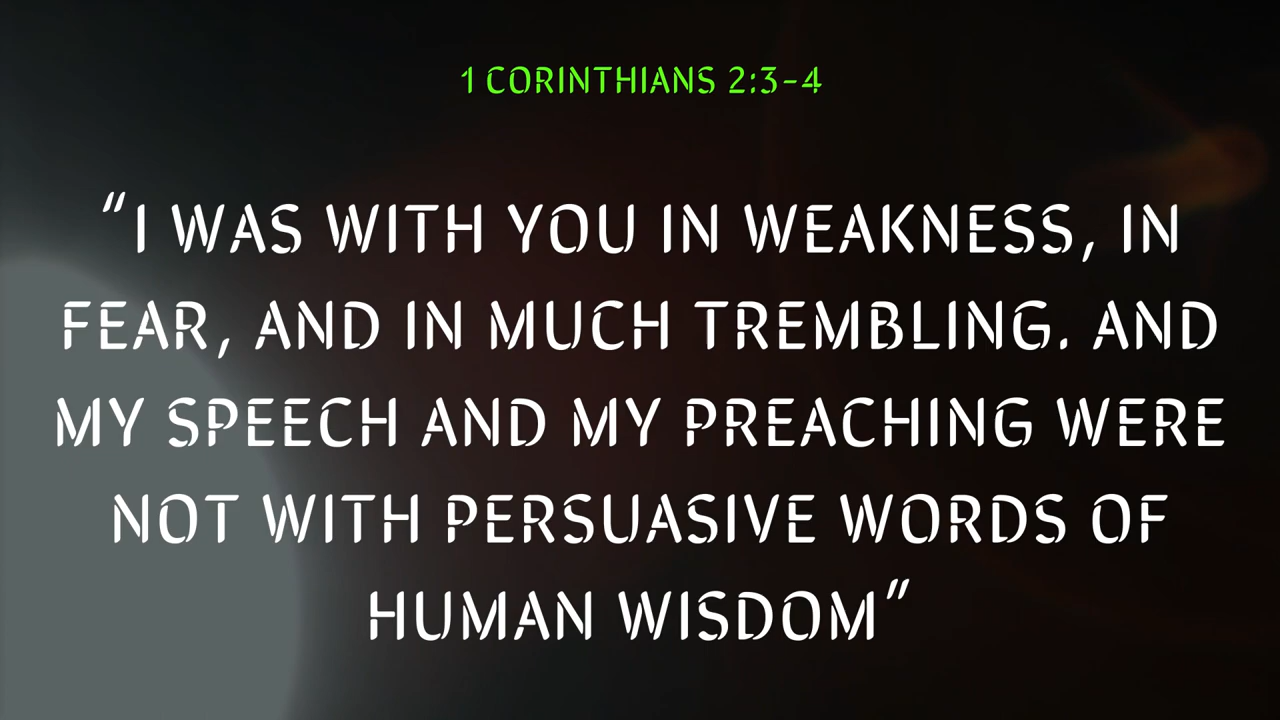 1 CORINTHIANS 2:3-4
“I WAS WITH YOU IN WEAKNESS, IN
FEAR, AND IN MUCH TREMBLING. AND
MY SPEECH AND MY PREACHING WERE
NOT WITH PERSUASIVE WORDS OF
HUMAN WISDOM”